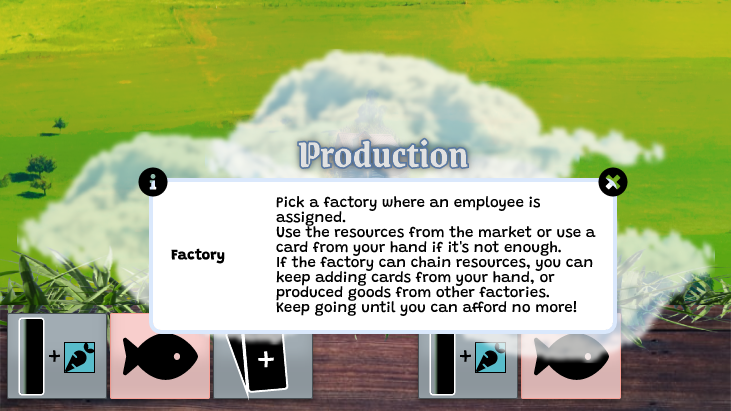 Production
Factory
Pick a factory where an employee is
assigned.
Use the resources from the market or use a
card from your hand if it's not enough.
If the factory can chain resources, you can
keep adding cards from your hand, or
produced goods from other factories.
Keep going until you can afford no more!